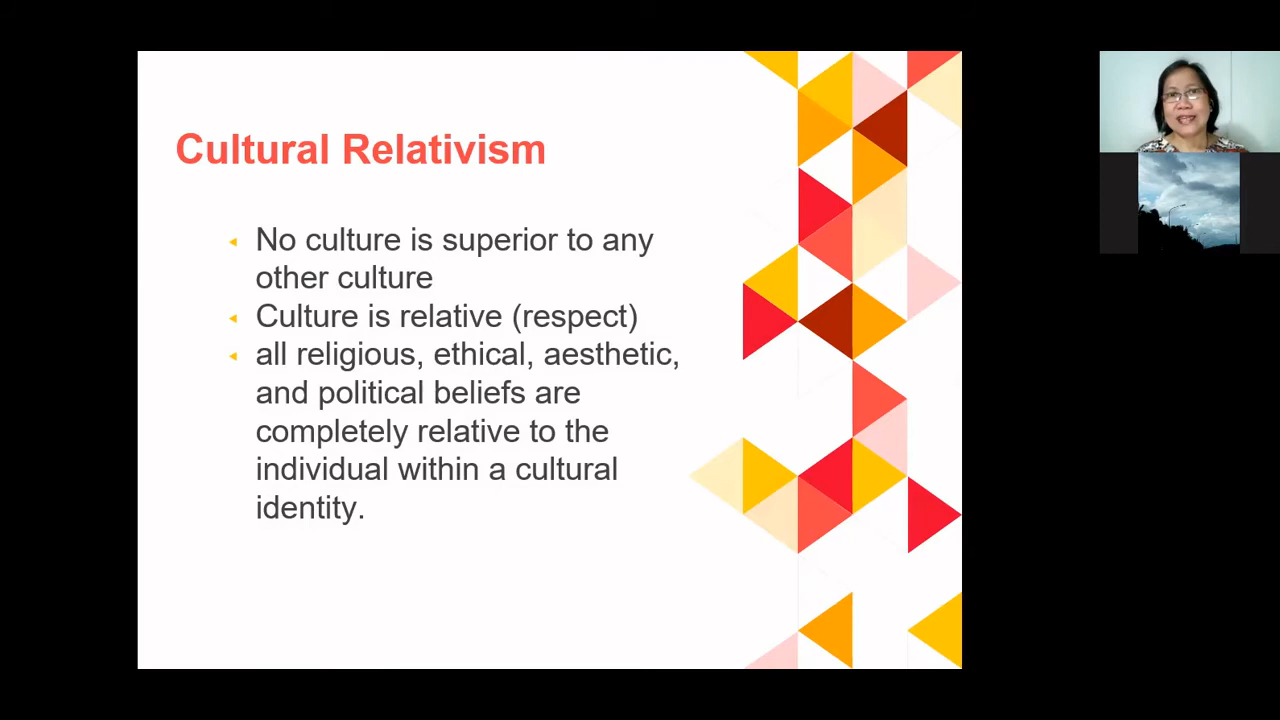 Cultural Relativism
No culture is superior to any
other culture
Culture is relative (respect)
all religious, ethical, aesthetic,
and political beliefs are
completely relative to the
individual within a cultural
identity.